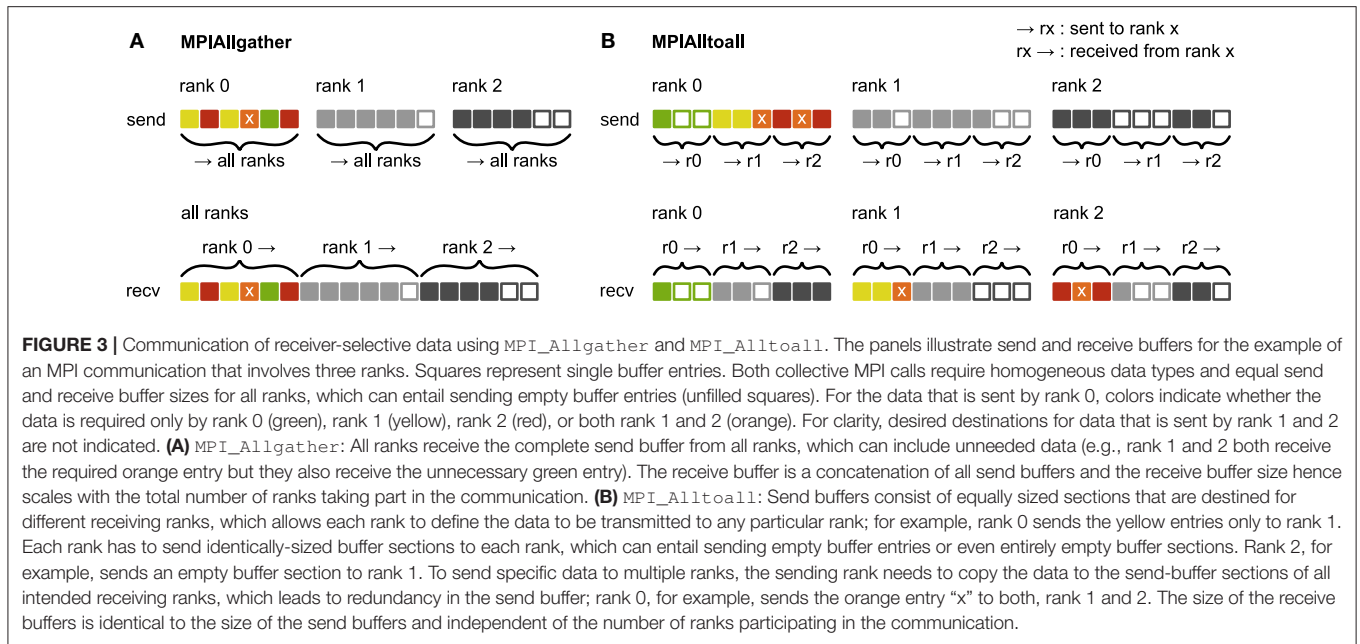 A MPIAllgather
B MPIAlltoall
→ rx : sent to rank x
rx → : received from rank x
rank 0 rank 1 rank 2
rank 0 rank 1 rank 2
send x
send x x
→ all ranks → all ranks → all ranks
→ r0 → r1 → r2 → r0 → r1 → r2 → r0 → r1 → r2
all ranks
rank 0 rank 1 rank 2
rank 0 → rank 1 → rank 2 →
r0 → r1 → r2 → r0 → r1 → r2 → r0 → r1 → r2 →
recv x
recv x x
FIGURE 3 | Communication of receiver-selective data using MPI_Allgather and MPI_Alltoall. The panels illustrate send and receive buffers for the example of
an MPI communication that involves three ranks. Squares represent single buffer entries. Both collective MPI calls require homogeneous data types and equal send
and receive buffer sizes for all ranks, which can entail sending empty buffer entries (unfilled squares). For the data that is sent by rank 0, colors indicate whether the
data is required only by rank 0 (green), rank 1 (yellow), rank 2 (red), or both rank 1 and 2 (orange). For clarity, desired destinations for data that is sent by rank 1 and 2
are not indicated. (A) MPI_Allgather: All ranks receive the complete send buffer from all ranks, which can include unneeded data (e.g., rank 1 and 2 both receive
the required orange entry but they also receive the unnecessary green entry). The receive buffer is a concatenation of all send buffers and the receive buffer size hence
scales with the total number of ranks taking part in the communication. (B) MPI_Alltoall: Send buffers consist of equally sized sections that are destined for
different receiving ranks, which allows each rank to define the data to be transmitted to any particular rank; for example, rank 0 sends the yellow entries only to rank 1.
Each rank has to send identically-sized buffer sections to each rank, which can entail sending empty buffer entries or even entirely empty buffer sections. Rank 2, for
example, sends an empty buffer section to rank 1. To send specific data to multiple ranks, the sending rank needs to copy the data to the send-buffer sections of all
intended receiving ranks, which leads to redundancy in the send buffer; rank 0, for example, sends the orange entry “x” to both, rank 1 and 2. The size of the receive
buffers is identical to the size of the send buffers and independent of the number of ranks participating in the communication.